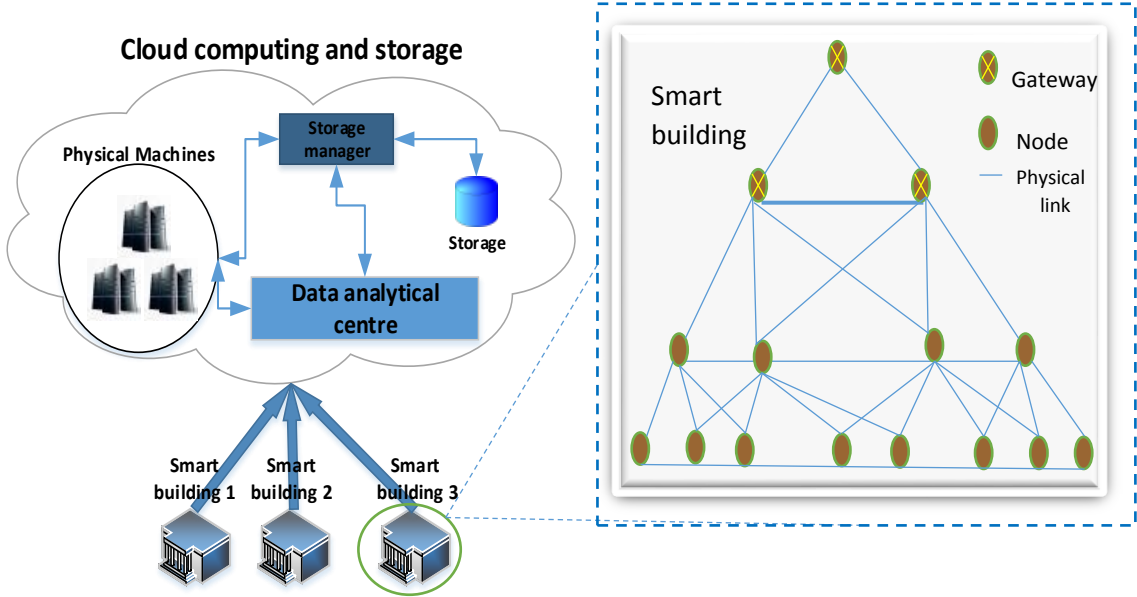 Cloud computing and storage
Physical Machines
Storage
manager
Storage
Data analytical
centre
Smart
building 1
Smart
building 2
Smart
building 3
Smart
building
Gateway
Node
Physical
link